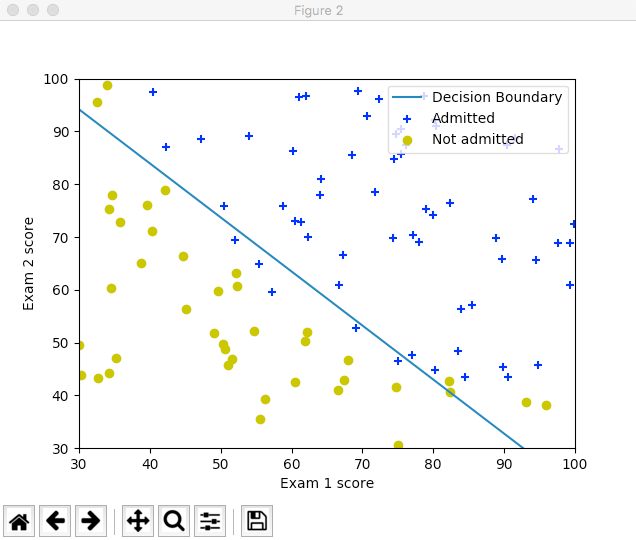 Figure 2
Decision Boundary
Admitted
Not admitted
100
90
80
70
60
50
40
30
Exam 2 score
30 40 50 60 70 80 90 100
Exam 1 score